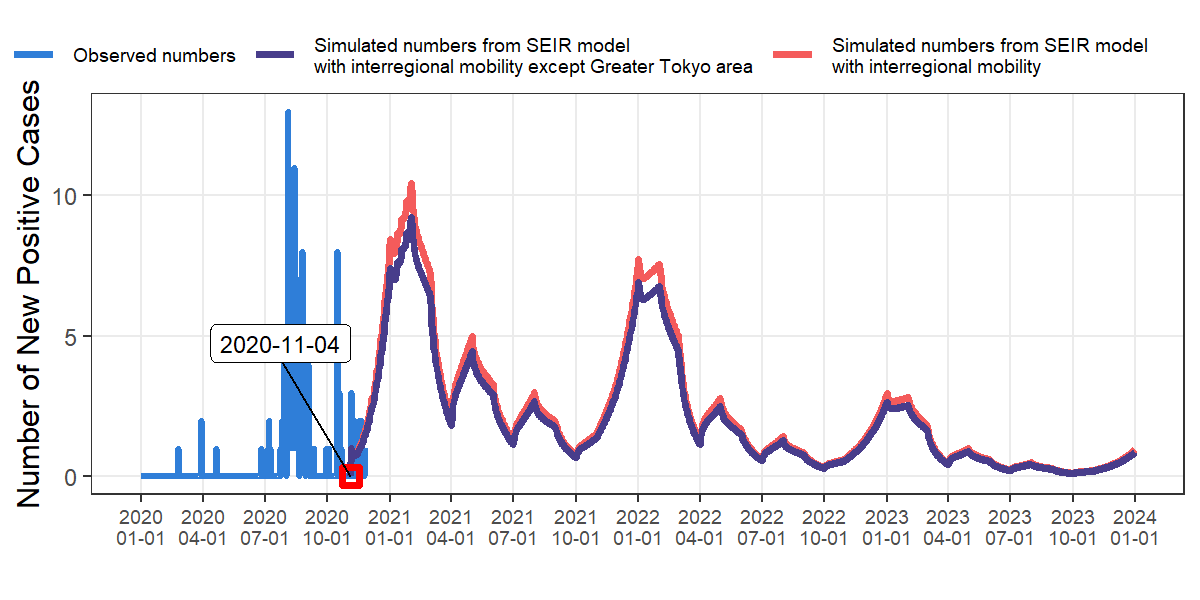 Observed numbers
Simulated numbers from SEIR model
with interregional mobility except Greater Tokyo area
Simulated numbers from SEIR model
with interregional mobility
Number of New Positive Cases
10
5
0
2020-11-04
2020 2020 2020 2020 2021 2021 2021 2021 2022 2022 2022 2022 2023 2023 2023 2023 2024
01-01 04-01 07-01 10-01 01-01 04-01 07-01 10-01 01-01 04-01 07-01 10-01 01-01 04-01 07-01 10-01 01-01